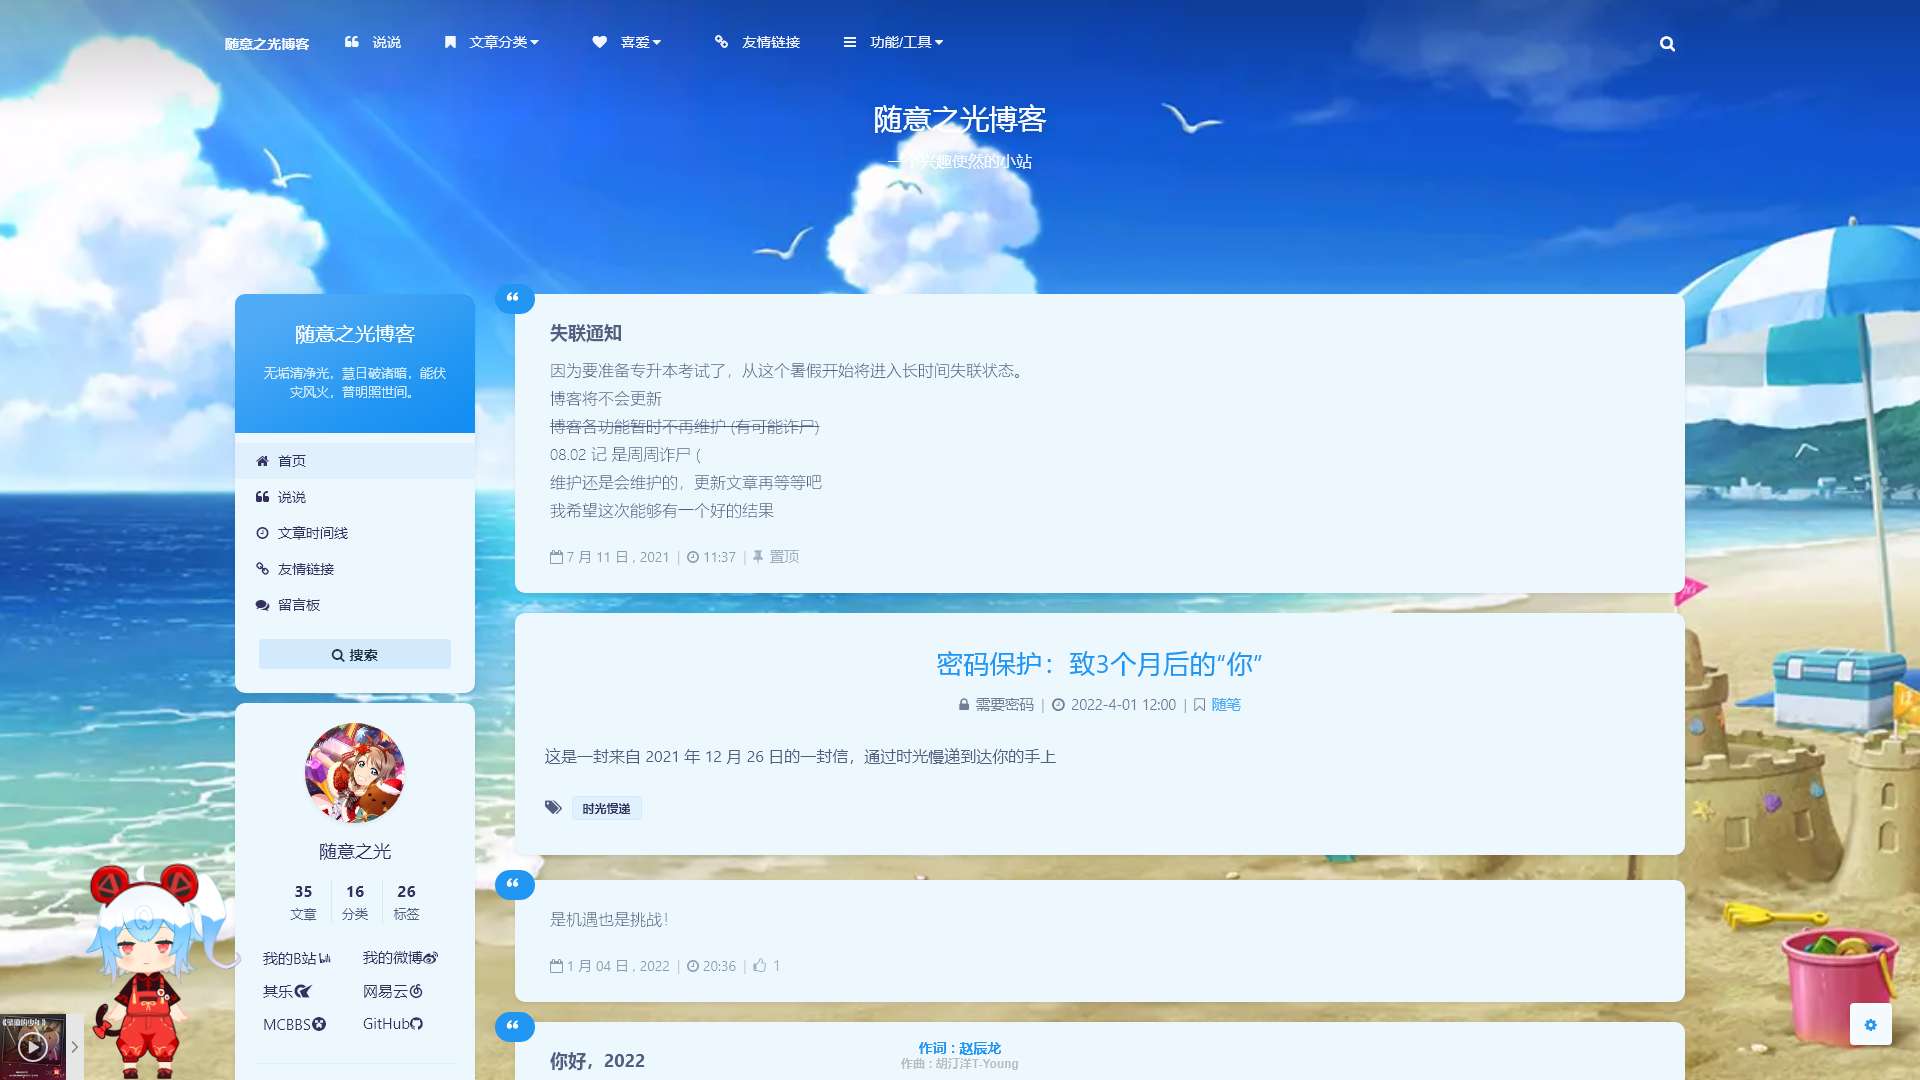 随意之光博客
说说
文章分类
喜爱
友情链接
功能/工具
随意之光博客
一个兴趣使然的小站
随意之光博客
无垢清净光，慧日破诸暗，能伏
灾风火，普明照世间。
首页
说说
文章时间线
友情链接
留言板
搜索
随意之光
35
16
26
文章
分类
标签
我的B站
我的微博
其乐
网易云
MCBBS
GitHub
失联通知
因为要准备专升本考试了，从这个暑假开始将进入长时间失联状态。
博客将不会更新
博客各功能暂时不再维护 (有可能诈尸)
08.02 记 是周周诈尸 (
维护还是会维护的，更新文章再等等吧
我希望这次能够有一个好的结果
7 月 11 日 , 2021 | 11:37 | 置顶
密码保护：致3个月后的“你”
需要密码 | 2022-4-01 12:00 | 随笔
这是一封来自 2021 年 12 月 26 日的一封信，通过时光慢递到达你的手上
时光慢递
是机遇也是挑战！
1 月 04 日 , 2022 | 20:36 | 1
你好，2022
作词 : 赵辰龙
作曲 : 胡汀洋T-Young